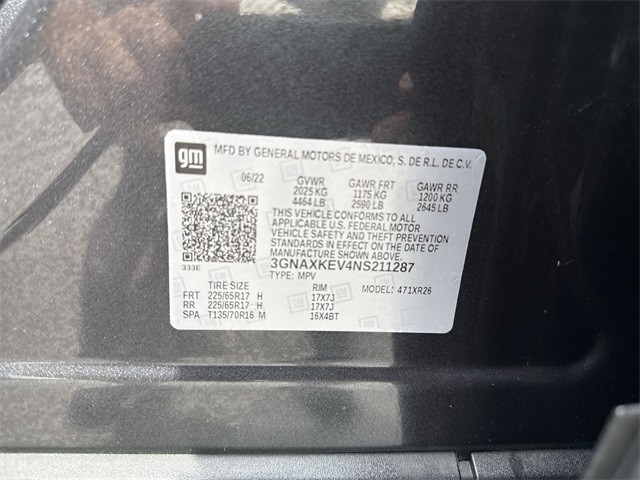 gm MFD BY GENERAL MOTORS DE MEXICO, S. DE R.L. DE C.V.
06/22 GVWR GAWR FRT GAWR RR
2025 KG 1175 KG 1200 KG
4464 LB 2590 LB 2645 LB
THIS VEHICLE CONFORMS TO ALL
APPLICABLE U.S. FEDERAL MOTOR
VEHICLE SAFETY AND THEFT PREVENTION
STANDARDS IN EFFECT ON THE DATE OF
MANUFACTURE SHOWN ABOVE.
333E 3GNAXKEV4NS211287
TYPE: MPV
TIRE SIZE RIM MODEL: 471XR26
FRT 225/65R17 H 17X7J
RR 225/65R17 H 17X7J
SPA T135/70R16 M 16X4BT